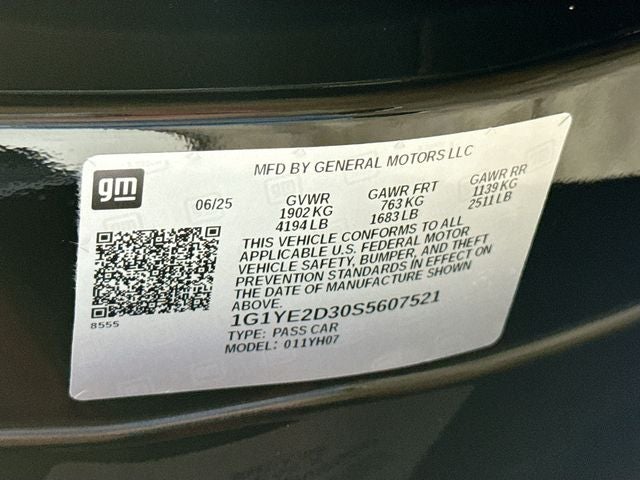 MFD BY GENERAL MOTORS LLC
gm
06/25
GVWR
1902 KG
4194 LB
GAWR FRT
763 KG
1683 LB
GAWR RR
1139 KG
2511 LB
THIS VEHICLE CONFORMS TO ALL
APPLICABLE U.S. FEDERAL MOTOR
VEHICLE SAFETY, BUMPER, AND THEFT
PREVENTION STANDARDS IN EFFECT ON
THE DATE OF MANUFACTURE SHOWN
ABOVE.
8555
1G1YE2D30S5607521
TYPE: PASS CAR
MODEL: 011YH07